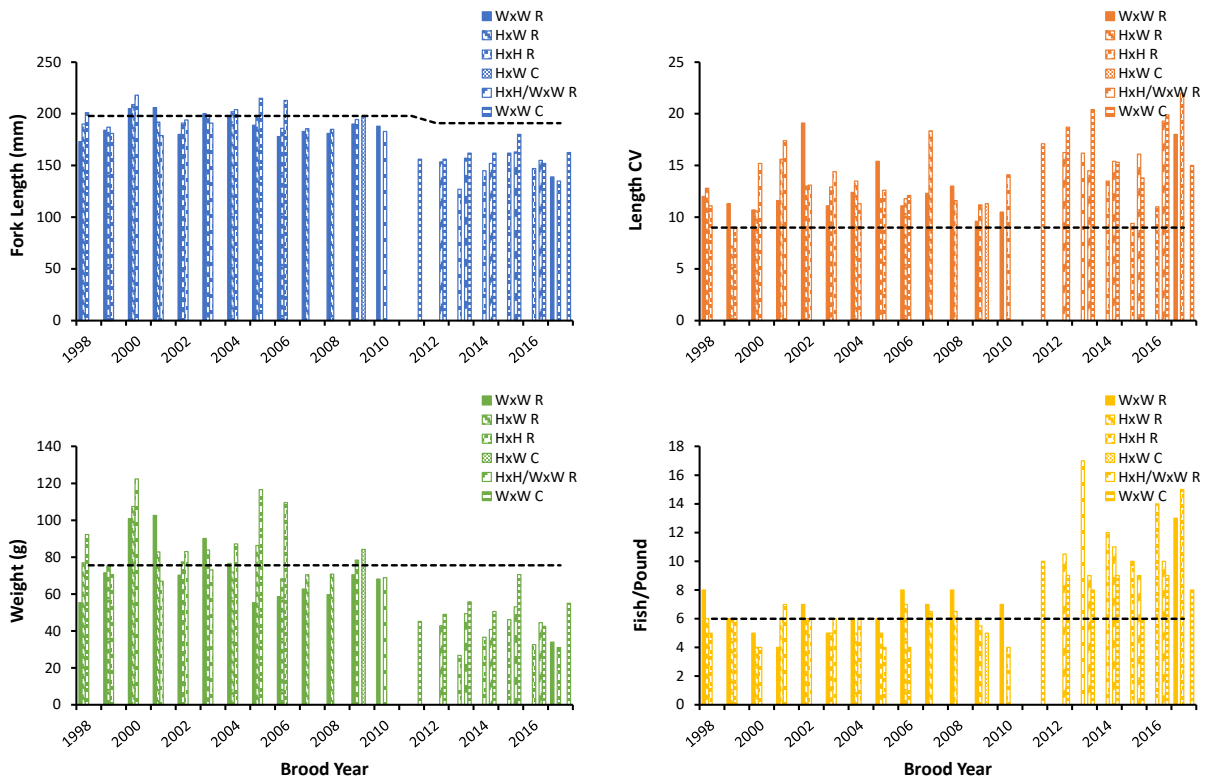 WxW R
HxW R
HxH R
HxW C
HxH/WxW R
WxW C
Fork Length (mm)
250
200
150
100
50
0
1998
2000
2002
2004
2006
2008
2010
2012
2014
2016
WxW R
HxW R
HxH R
HxW C
HxH/WxW R
WxW C
Length CV
25
20
15
10
5
0
1998
2000
2002
2004
2006
2008
2010
2012
2014
2016
WxW R
HxW R
HxH R
HxW C
HxH/WxW R
WxW C
Weight (g)
140
120
100
80
60
40
20
0
1998
2000
2002
2004
2006
2008
2010
2012
2014
2016
Brood Year
WxW R
HxW R
HxH R
HxW C
HxH/WxW R
WxW C
Fish/Pound
18
16
14
12
10
8
6
4
2
0
1998
2000
2002
2004
2006
2008
2010
2012
2014
2016
Brood Year